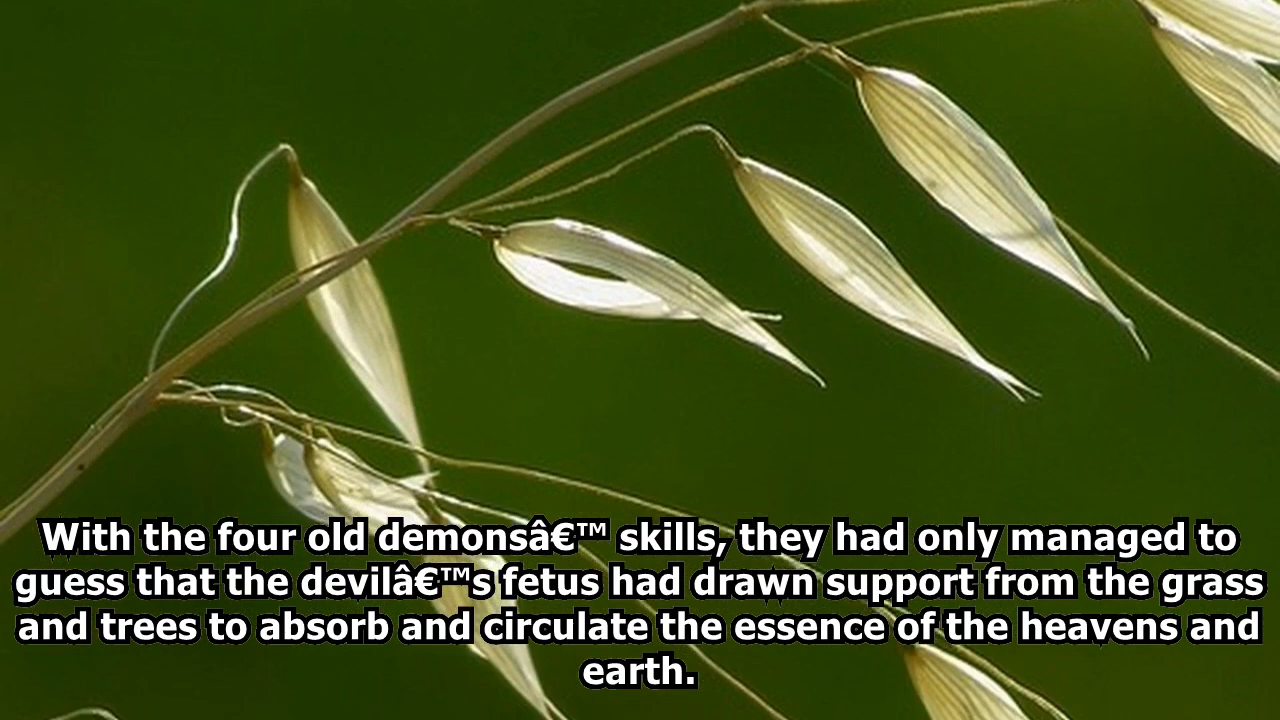 With the four old demonsâ€™ skills, they had only managed to
guess that the devilâ€™s fetus had drawn support from the grass
and trees to absorb and circulate the essence of the heavens and
earth.